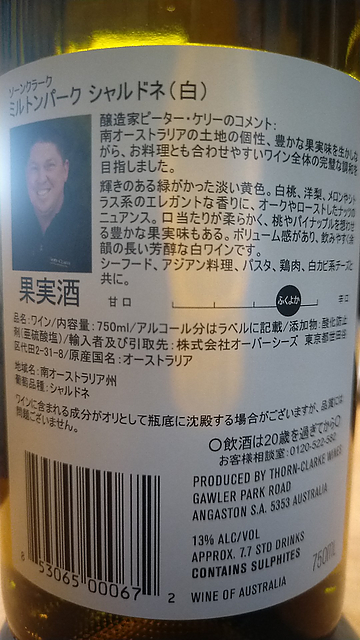 ソーンクラーク
ミルトンパーク シャルドネ(白)
醸造家ピーター・ケリーのコメント:
南オーストラリアの土地の個性、豊かな果実味を生かしな
がら、お料理とも合わせやすいワイン全体の完璧な調和を
目指しました。
輝きのある緑がかった淡い黄色。白桃、洋梨、メロンやシト
ラス系のエレガントな香りに、オークやローストしたナッツの
ニュアンス。口当たりが柔らかく、桃やパイナップルを想わせ
る豊かな果実味もある。ボリューム感があり、飲みやすく余
韻の長い芳醇な白ワインです。
シーフード、アジアン料理、パスタ、鶏肉、白カビ系チーズと
共に。
果実酒
甘口 ふくよか 辛口
品名:ワイン/内容量:750ml/アルコール分はラベルに記載/添加物:酸化防止
剤(亜硫酸塩)/輸入者及び引取先:株式会社オーバーシーズ 東京都世田谷
区代田2-31-8/原産国名:オーストラリア
地域名:南オーストラリア州
葡萄品種:シャルドネ
ワインに含まれる成分がオリとして瓶底に沈殿する場合がございますが、品質には
問題ございません。
〇飲酒は20歳を過ぎてから〇
お客様相談室:0120-522-582
PRODUCED BY THORN-CLARKE WINES
GAWLER PARK ROAD
ANGASTON S.A. 5353 AUSTRALIA
13% ALC/VOL
APPROX. 7.7 STD DRINKS
CONTAINS SULPHITES
750ML
WINE OF AUSTRALIA
53065 00067 2